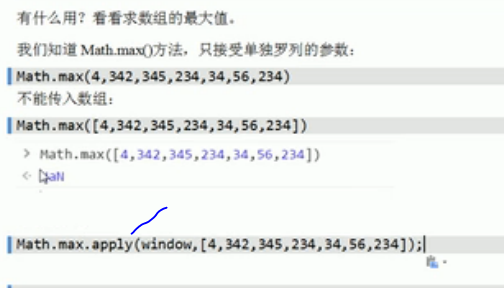 有什么用？看看求数组的最大值。
我们知道 Math.max()方法，只接受单独罗列的参数：
Math.max(4,342,345,234,34,56,234)
不能传入数组：
Math.max([4,342,345,234,34,56,234])
> Math.max([4,342,345,234,34,56,234])
< NaN
Math.max.apply(window,[4,342,345,234,34,56,234]);